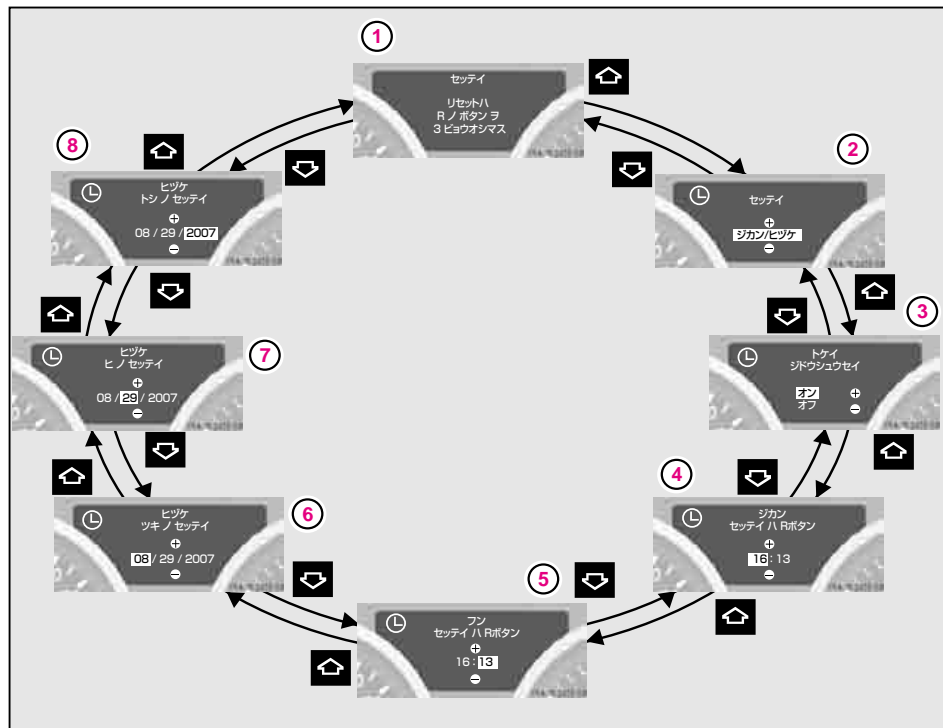 1
セッテイ
リセットハ
R ノ ボタン ヲ
3 ビョウオシマス
2
セッテイ
+
ジカン/ヒヅケ
−
3
トケイ
ジドウシュウセイ
オン +
オフ −
4
ジカン
セッテイ ハ Rボタン
+
16 : 13
−
5
フン
セッテイ ハ Rボタン
+
16 : 13
−
6
ヒヅケ
ツキ ノ セッテイ
+
08 / 29 / 2007
−
7
ヒヅケ
ヒ ノ セッテイ
+
08 / 29 / 2007
−
8
ヒヅケ
トシ ノ セッテイ
+
08 / 29 / 2007
−